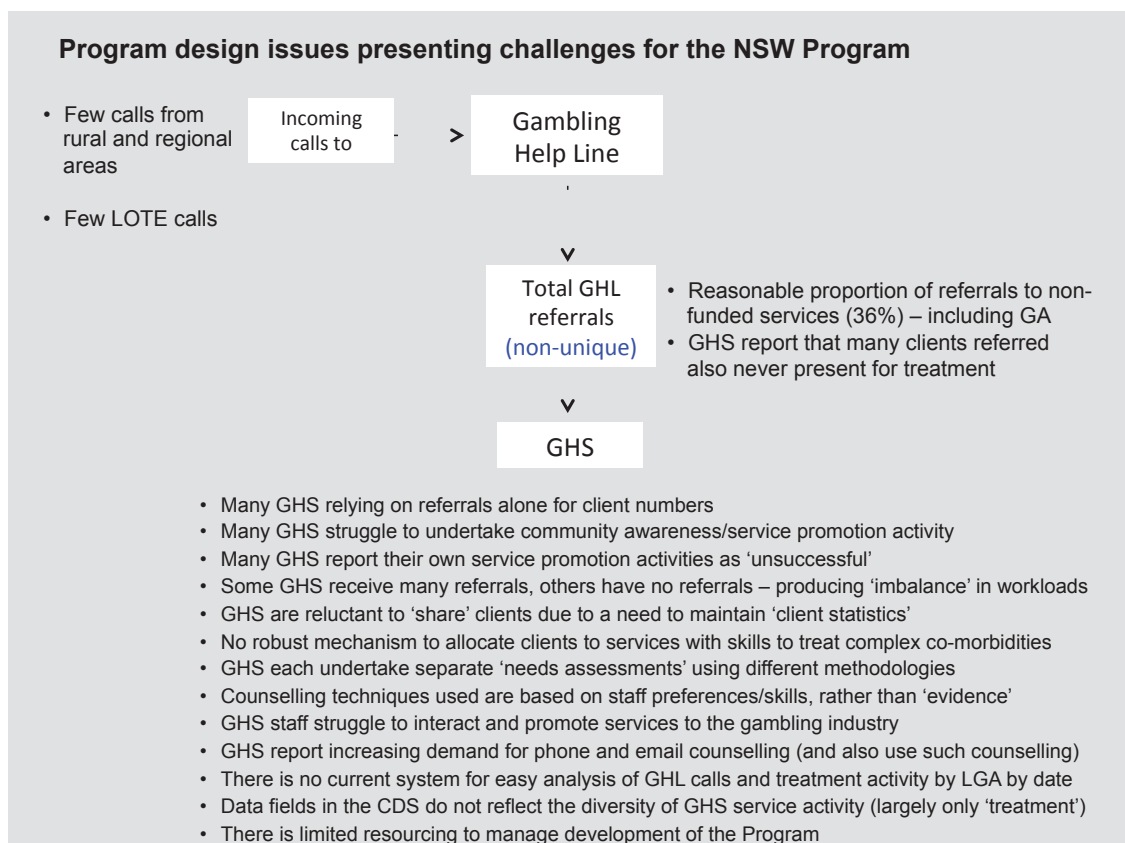 Program design issues presenting challenges for the NSW Program
• Few calls from
rural and regional
areas
• Few LOTE calls
Incoming
calls to
>
Gambling
Help Line
>
Total GHL
referrals
(non-unique)
• Reasonable proportion of referrals to non-
funded services (36%) – including GA
• GHS report that many clients referred
also never present for treatment
>
GHS
• Many GHS relying on referrals alone for client numbers
• Many GHS struggle to undertake community awareness/service promotion activity
• Many GHS report their own service promotion activities as ‘unsuccessful’
• Some GHS receive many referrals, others have no referrals – producing ‘imbalance’ in workloads
• GHS are reluctant to ‘share’ clients due to a need to maintain ‘client statistics’
• No robust mechanism to allocate clients to services with skills to treat complex co-morbidities
• GHS each undertake separate ‘needs assessments’ using different methodologies
• Counselling techniques used are based on staff preferences/skills, rather than ‘evidence’
• GHS staff struggle to interact and promote services to the gambling industry
• GHS report increasing demand for phone and email counselling (and also use such counselling)
• There is no current system for easy analysis of GHL calls and treatment activity by LGA by date
• Data fields in the CDS do not reflect the diversity of GHS service activity (largely only ‘treatment’)
• There is limited resourcing to manage development of the Program